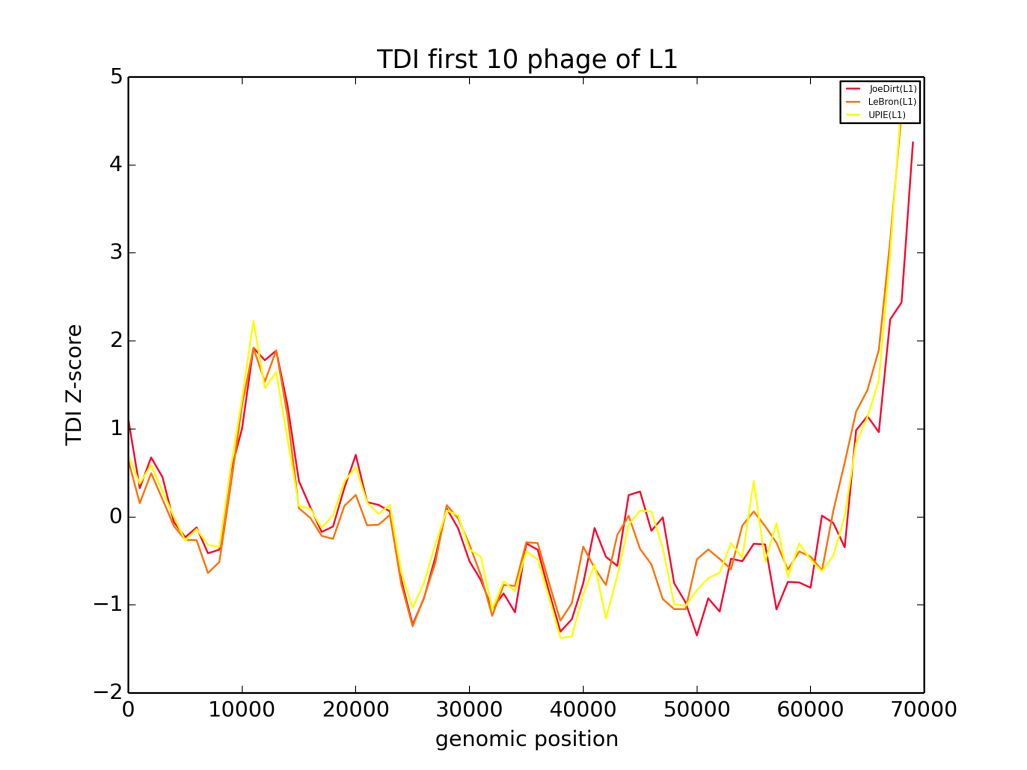 TDI first 10 phage of L1
JoeDirt(L1)
LeBron(L1)
UPIE(L1)
5
4
3
2
1
0
−1
−2
TDI Z-score
0 10000 20000 30000 40000 50000 60000 70000
genomic position